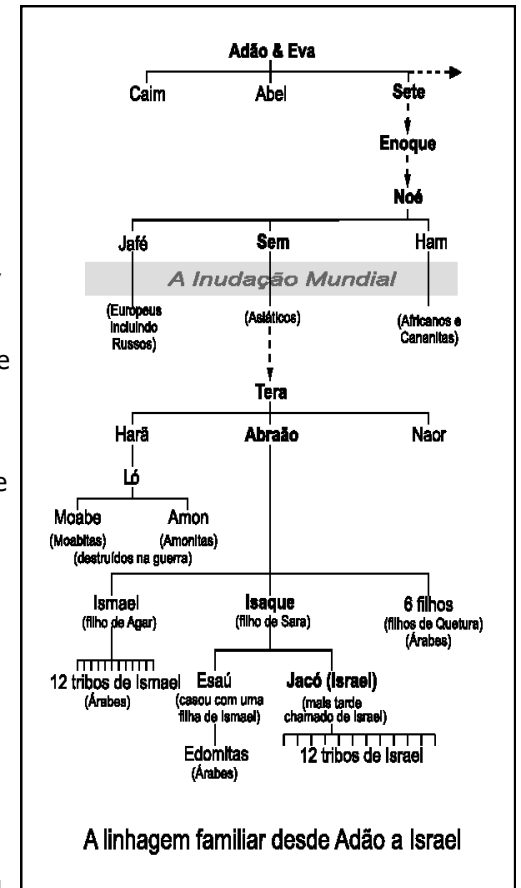 Adão & Eva
Caim Abel Sete
Enoque
Noé
Jafé Sem Ham
A Inudação Mundial
(Europeus
incluindo
Russos)
(Asiáticos)
(Africanos e
Cananitas)
Tera
Harã Abraão Naor
Ló
Moabe Amon
(Moabitas) (Amonitas)
(destruídos na guerra)
Ismael Isaque 6 filhos
(filho de Agar) (filho de Sara) (filhos de Quetura)
(Árabes)
12 tribos de Ismael
(Árabes)
Esaú
(casou com uma
filha de Ismael)
Jacó (Israel)
(mais tarde
chamado de Israel)
Edomitas
(Árabes)
12 tribos de Israel
A linhagem familiar desde Adão a Israel